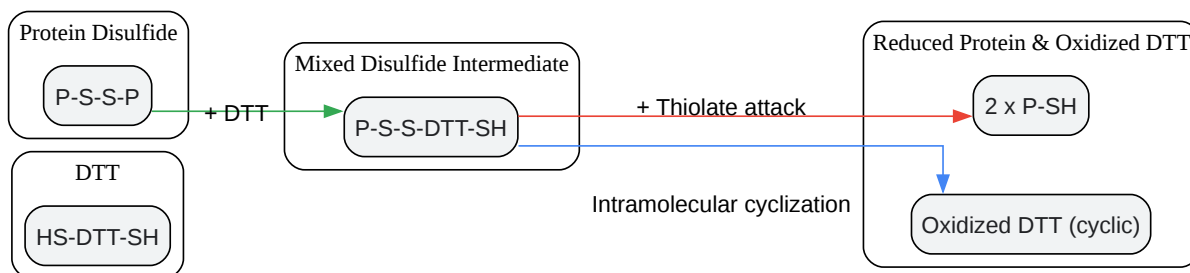 Protein Disulfide
P-S-S-P
+ DTT
DTT
HS-DTT-SH
Mixed Disulfide Intermediate
P-S-S-DTT-SH
+ Thiolate attack
Intramolecular cyclization
Reduced Protein & Oxidized DTT
2 x P-SH
Oxidized DTT (cyclic)